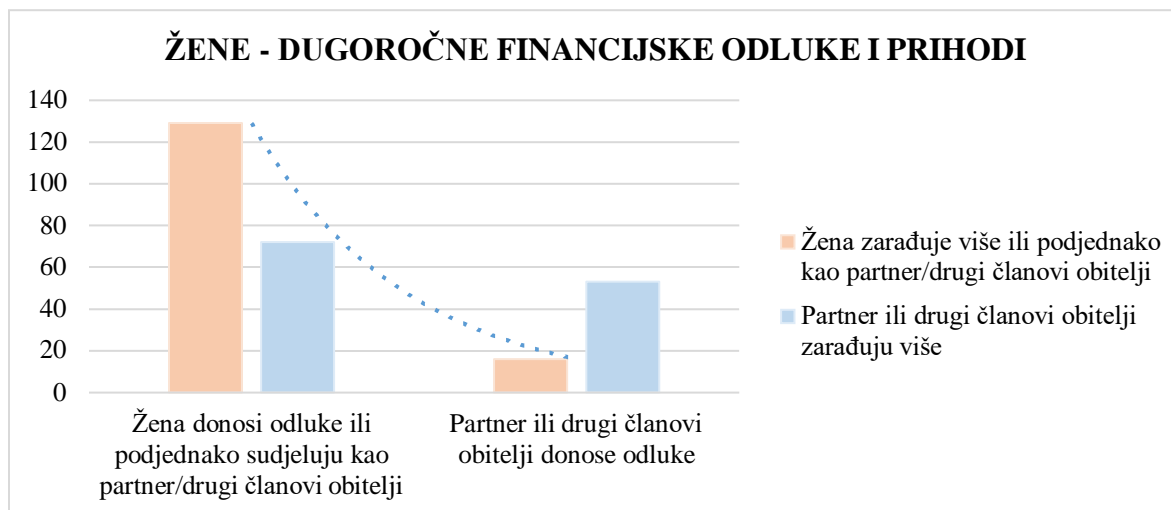 ŽENE - DUGOROČNE FINANCIJSKE ODLUKE I PRIHODI
140
120
100
80
60
40
20
0
Žena donosi odluke ili
podjednako sudjeluju kao
partner/drugi članovi obitelji
Partner ili drugi članovi
obitelji donose odluke
Žena zarađuje više ili podjednako
kao partner/drugi članovi obitelji
Partner ili drugi članovi obitelji
zarađuju više